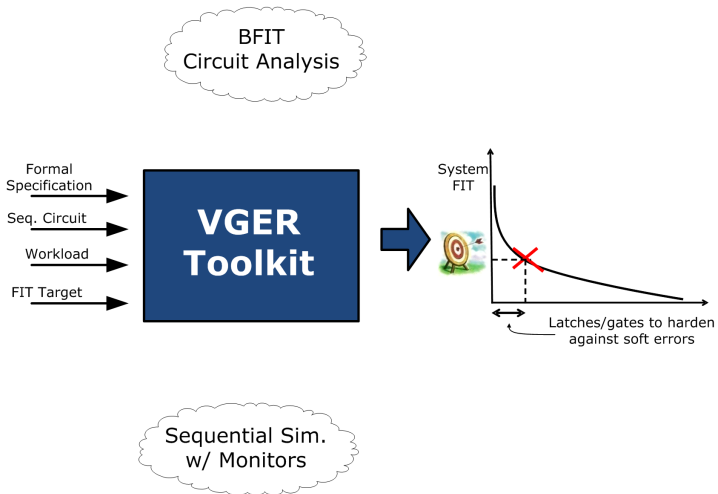 BFIT
Circuit Analysis
Formal
Specification
Seq. Circuit
Workload
FIT Target
VGER
Toolkit
System
FIT
Latches/gates to harden
against soft errors
Sequential Sim.
w/ Monitors